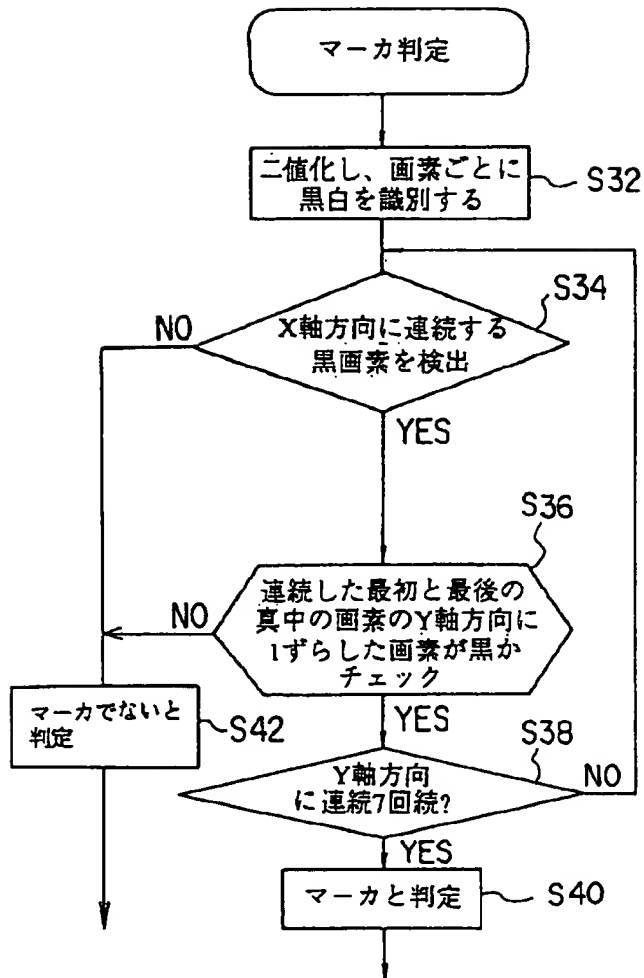 マーカ判定
二値化し、画素ごとに
黒白を識別する
S32
S34
X軸方向に連続する
黒画素を検出
NO
YES
S36
連続した最初と最後の
真中の画素のY軸方向に
1ずらした画素が黒か
チェック
NO
YES
マーカでないと
判定
S42
S38
Y軸方向
に連続7回続?
NO
YES
マーカと判定
S40